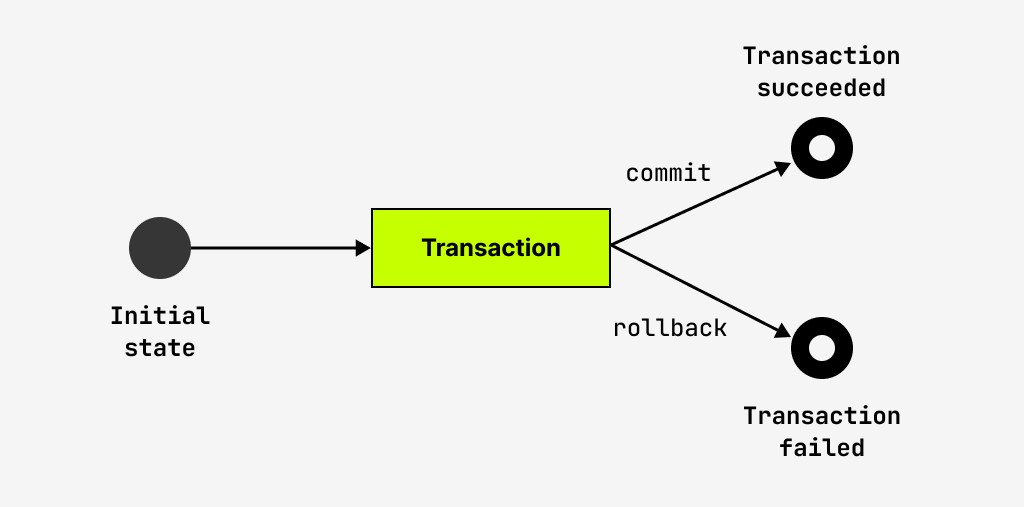 Transaction
succeeded
commit
Transaction
Initial
state
rollback
Transaction
failed